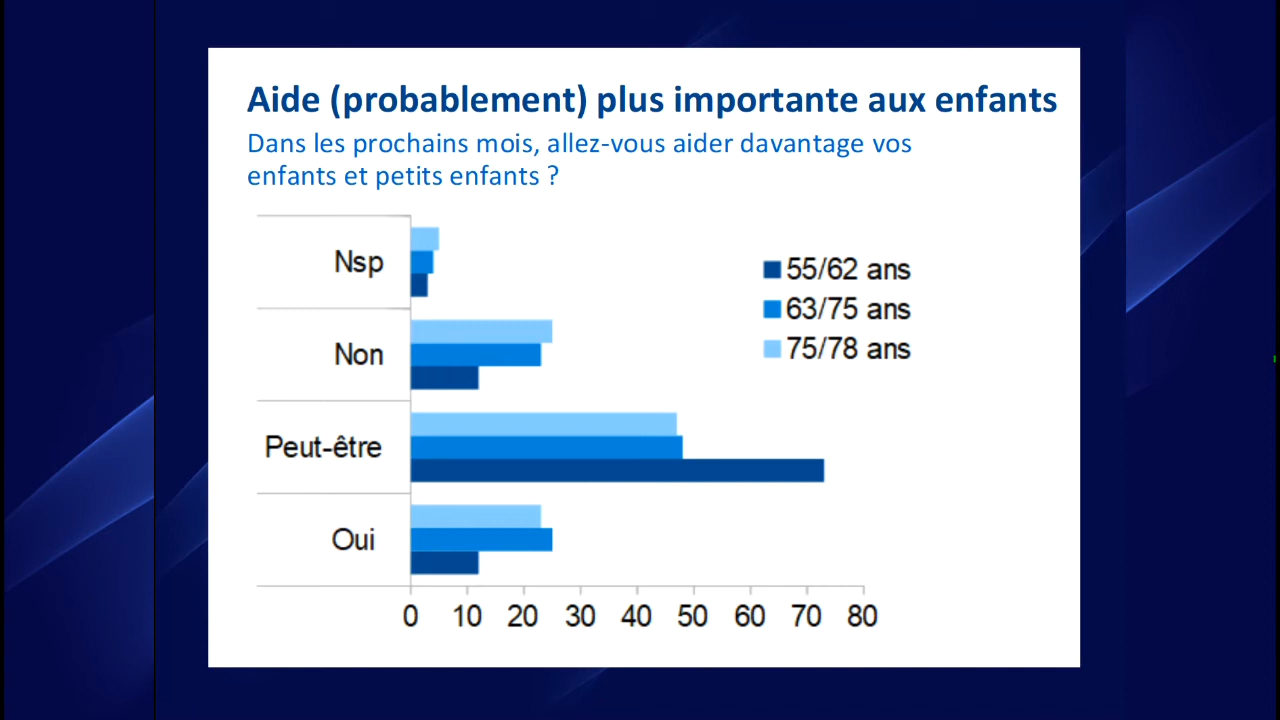 Aide (probablement) plus importante aux enfants
Dans les prochains mois, allez-vous aider davantage vos
enfants et petits enfants ?
Nsp
Non
Peut-être
Oui
55/62 ans
63/75 ans
75/78 ans
0 10 20 30 40 50 60 70 80